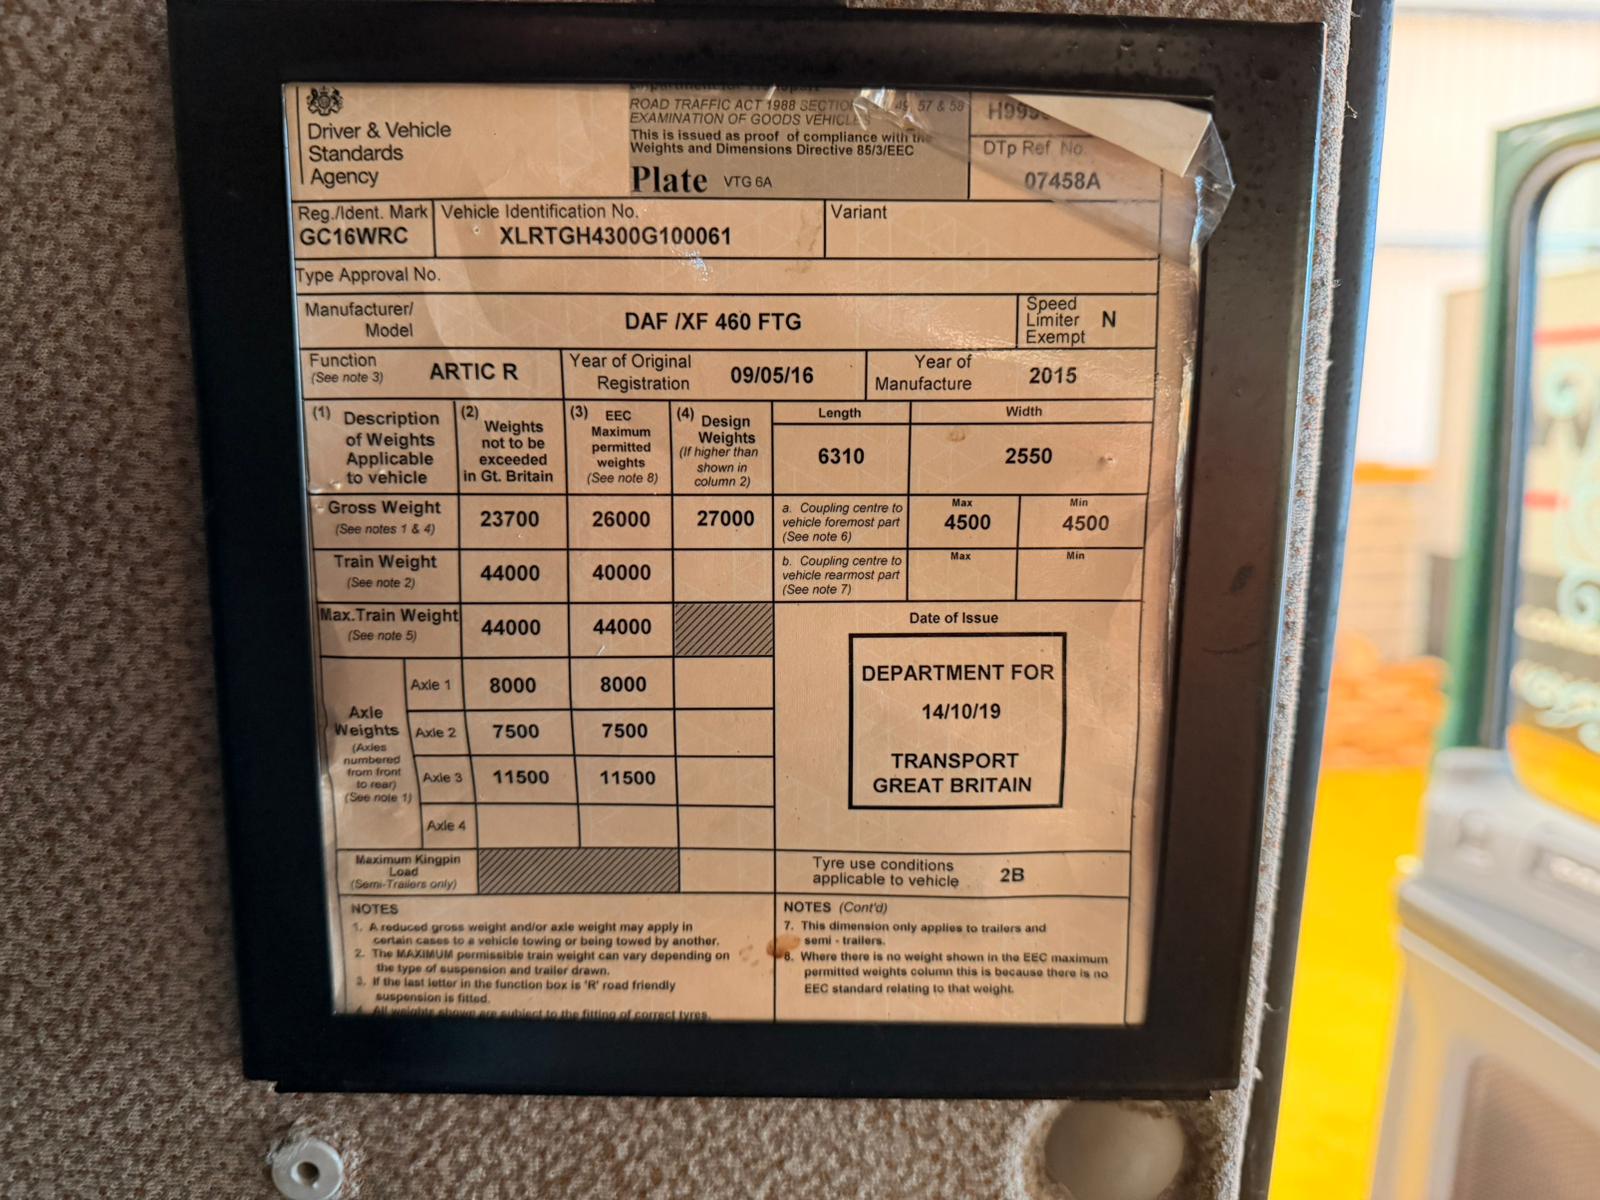 Driver & Vehicle
Standards
Agency
ROAD TRAFFIC ACT 1988 49, 57 & 58
EXAMINATION OF GOODS
This is issued as proof of compliance with the
Weights and Dimensions Directive 85/3/EEC
Plate VTG 6A
DTp Ref. No.
07458A
Reg./Ident. Mark
GC16WRC
Vehicle Identification No.
XLRTGH4300G100061
Variant
Type Approval No.
Manufacturer/
Model
DAF /XF 460 FTG
Speed
Limiter
Exempt
N
Function
(See note 3)
ARTIC R
Year of Original
Registration
09/05/16
Year of
Manufacture
2015
(1) Description
of Weights
Applicable
to vehicle
(2) Weights
not to be
exceeded
in Gt. Britain
(3) EEC
Maximum
permitted
weights
(See note 8)
(4) Design
Weights
(If higher than
shown in
column 2)
Length
6310
Width
2550
Gross Weight
(See notes 1 & 4)
23700 26000 27000
a. Coupling centre to
vehicle foremost part
(See note 6)
Max
4500
Min
4500
Train Weight
(See note 2)
44000 40000
b. Coupling centre to
vehicle rearmost part
(See note 7)
Max
Min
Max.Train Weight
(See note 5)
44000 44000
Date of Issue
DEPARTMENT FOR
14/10/19
TRANSPORT
GREAT BRITAIN
Axle
Weights
(Axles
numbered
from front
to rear)
(See note 1)
Axle 1 8000 8000
Axle 2 7500 7500
Axle 3 11500 11500
Axle 4
Maximum Kingpin
Load
(Semi-Trailers only)
Tyre use conditions
applicable to vehicle
2B
NOTES
1. A reduced gross weight and/or axle weight may apply in
certain cases to a vehicle towing or being towed by another.
2. The MAXIMUM permissible train weight can vary depending on
the type of suspension and trailer drawn.
3. If the last letter in the function box is 'R' road friendly
suspension is fitted.
4. All weights shown are subject to the fitting of correct tyres.
NOTES (Cont'd)
7. This dimension only applies to trailers and
semi - trailers.
8. Where there is no weight shown in the EEC maximum
permitted weights column this is because there is no
EEC standard relating to that weight.